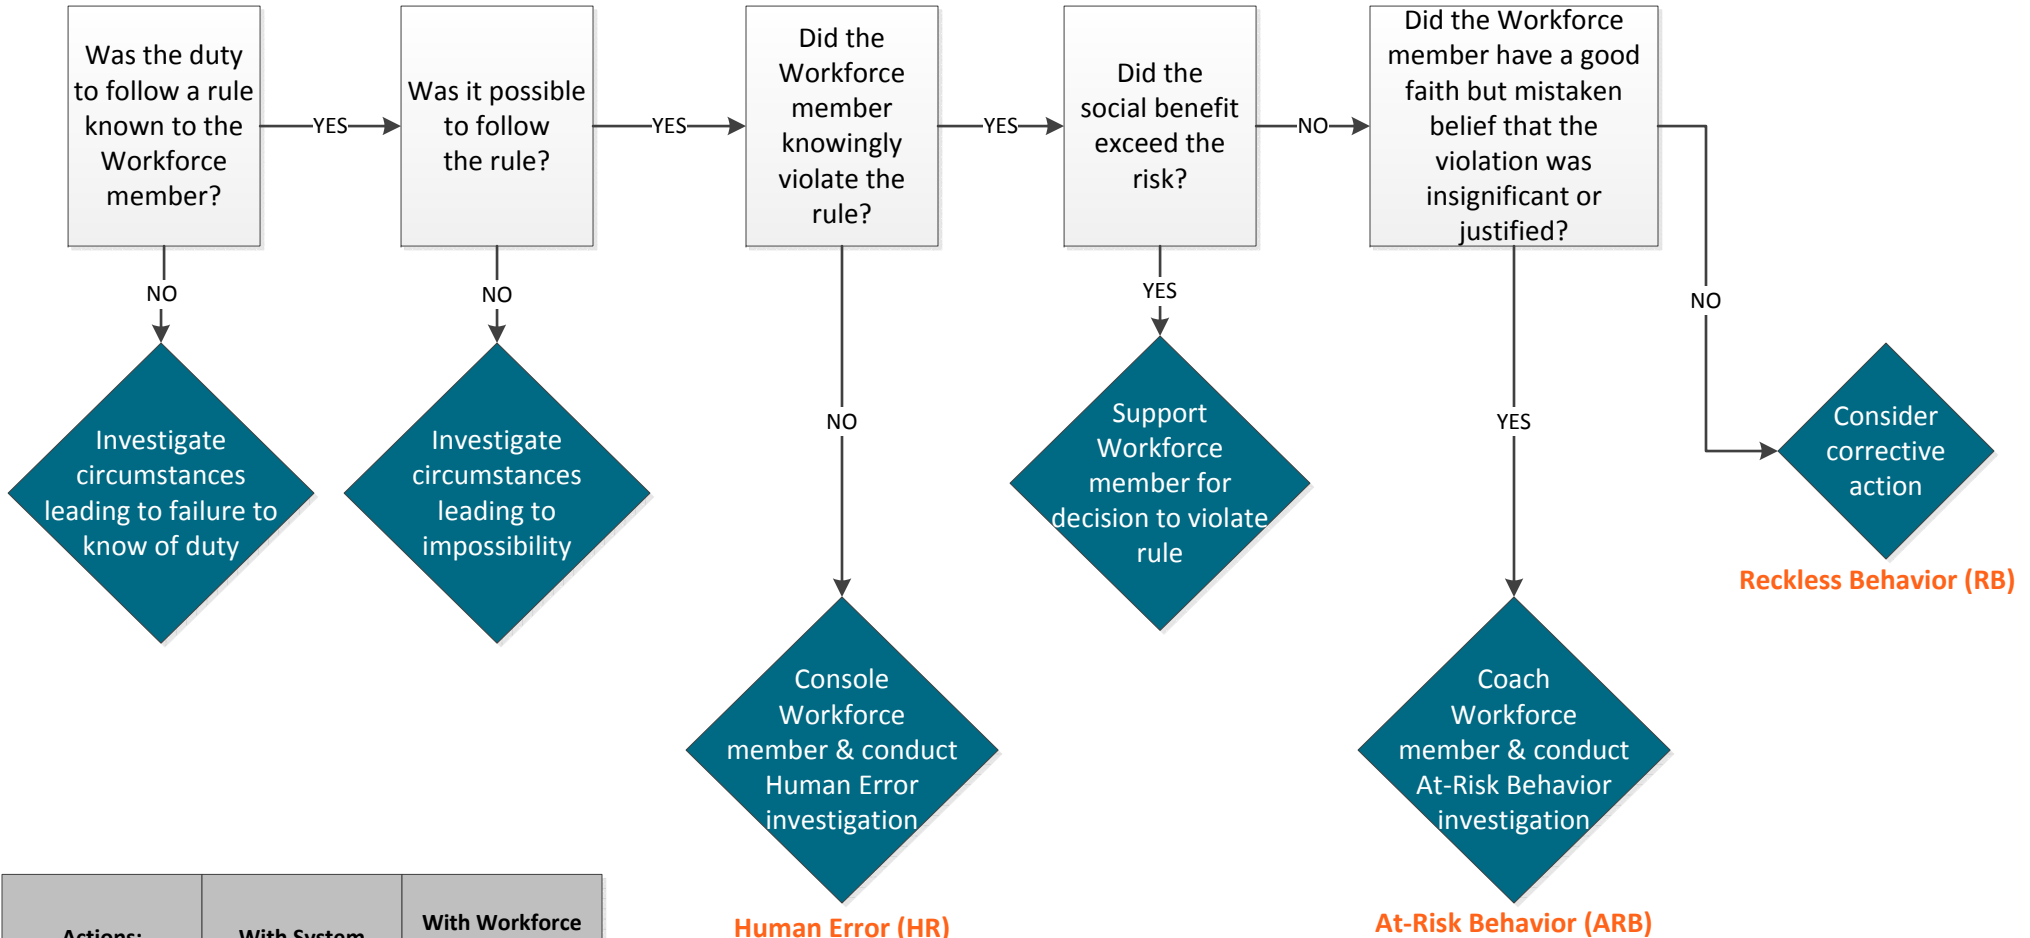 Was the duty
to follow a rule
known to the
Workforce
member?
YES
Was it possible
to follow
the rule?
YES
Did the
Workforce
member
knowingly
violate the
rule?
YES
Did the
social benefit
exceed the
risk?
NO
Did the Workforce
member have a good
faith but mistaken
belief that the
violation was
insignificant or
justified?
NO
NO
YES
NO
NO
YES
Investigate
circumstances
leading to failure to
know of duty
Investigate
circumstances
leading to
impossibility
Support
Workforce
member for
decision to violate
rule
Consider
corrective
action
Reckless Behavior (RB)
Console
Workforce
member & conduct
Human Error
investigation
Human Error (HR)
Coach
Workforce
member & conduct
At-Risk Behavior
investigation
At-Risk Behavior (ARB)
Actions:
With System
With Workforce